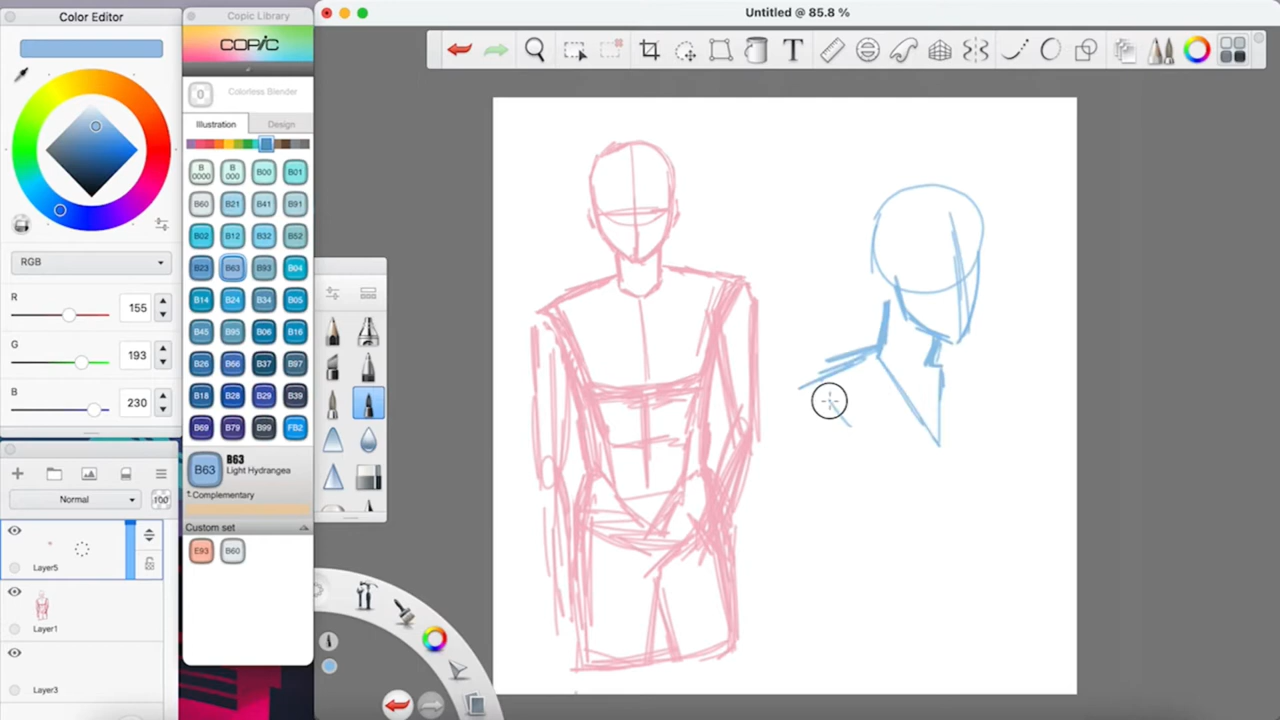 Color Editor
Copic Library
Untitled @ 85.8 %
COPIC
0 Colorless Blender
Illustration Design
B 0000 B 000 B00 B01
B60 B21 B41 B91
B02 B12 B32 B52
B23 B63 B93 B04
B14 B24 B34 B05
B45 B95 B06 B16
B26 B66 B37 B97
B18 B28 B29 B39
B69 B79 B99 FB2
B63 B63
Light Hydrangea
Complementary
Custom set
E93 B60
RGB
R 155
G 193
B 230
Normal 100
Layer5
Layer1
Layer3
T